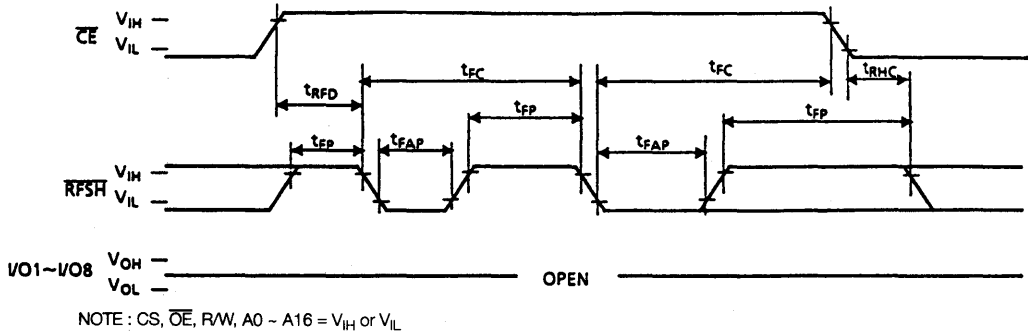 CE VIH
VIL
tFC tFC tRHC
tRFD
tFP tFP
tFP tFAP tFAP
RFSH VIH
VIL
I/O1~I/O8 VOH
OPEN
VOL
NOTE : CS, OE, R/W, A0 ~ A16 = VIH or VIL